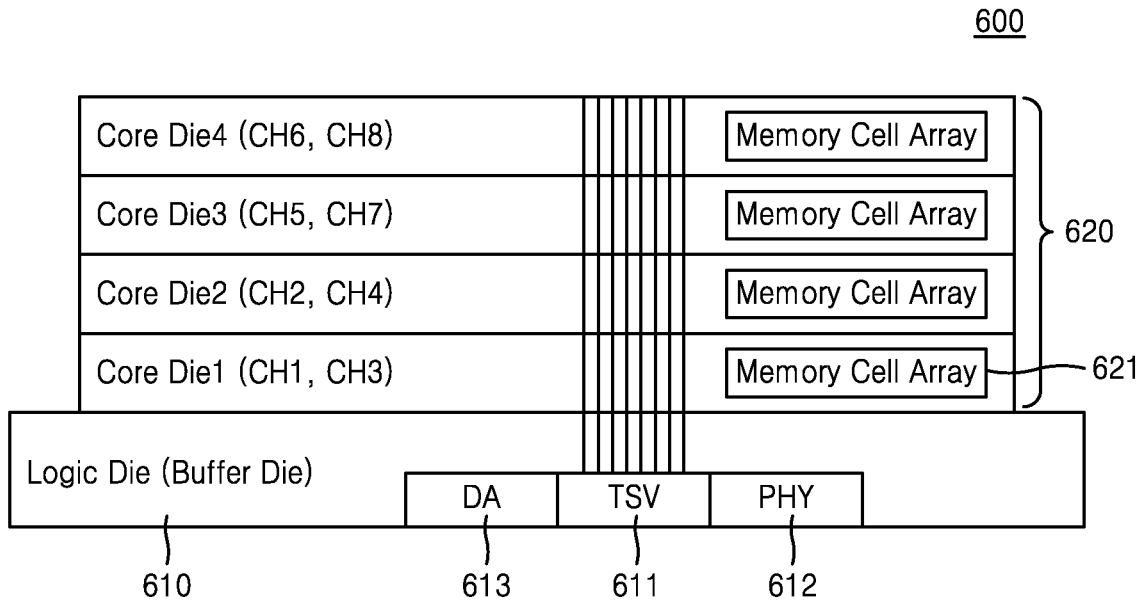 600
Core Die4 (CH6, CH8) Memory Cell Array
Core Die3 (CH5, CH7) Memory Cell Array
620
Core Die2 (CH2, CH4) Memory Cell Array
Core Die1 (CH1, CH3) Memory Cell Array 621
Logic Die (Buffer Die)
DA TSV PHY
610 613 611 612